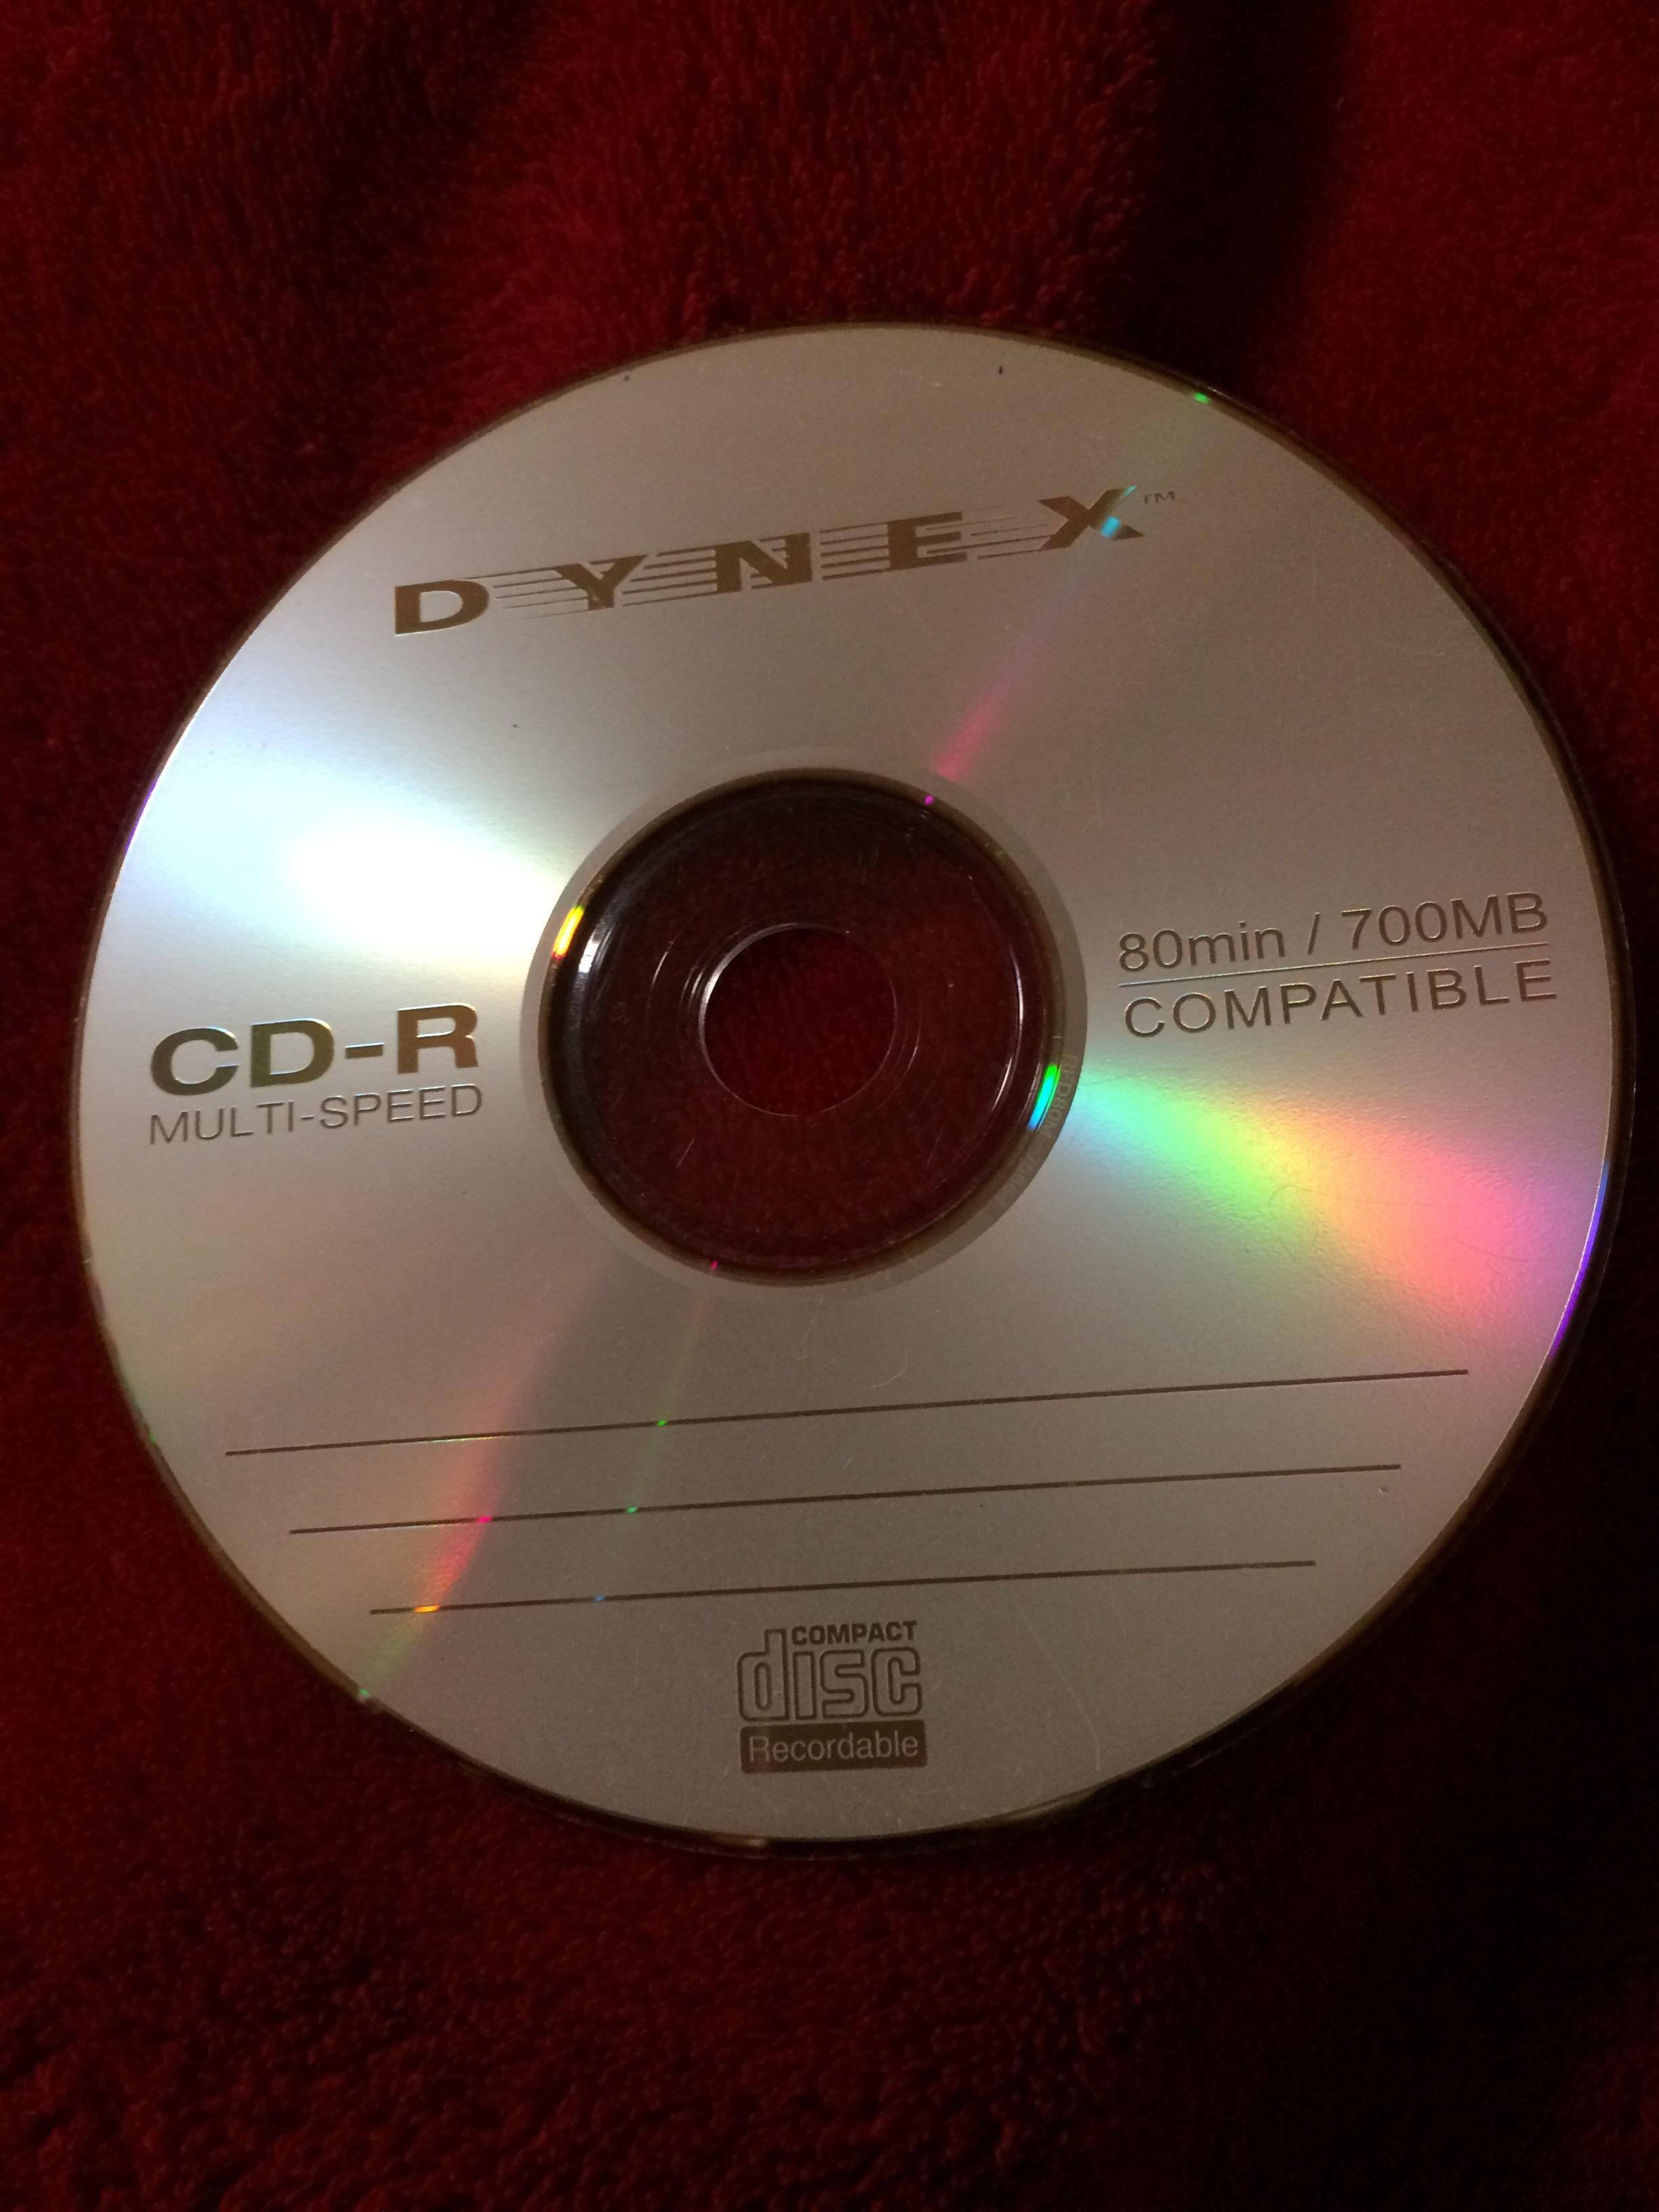 DYNEX™
80min / 700MB
COMPATIBLE
CD-R
MULTI-SPEED
COMPACT
disc
Recordable